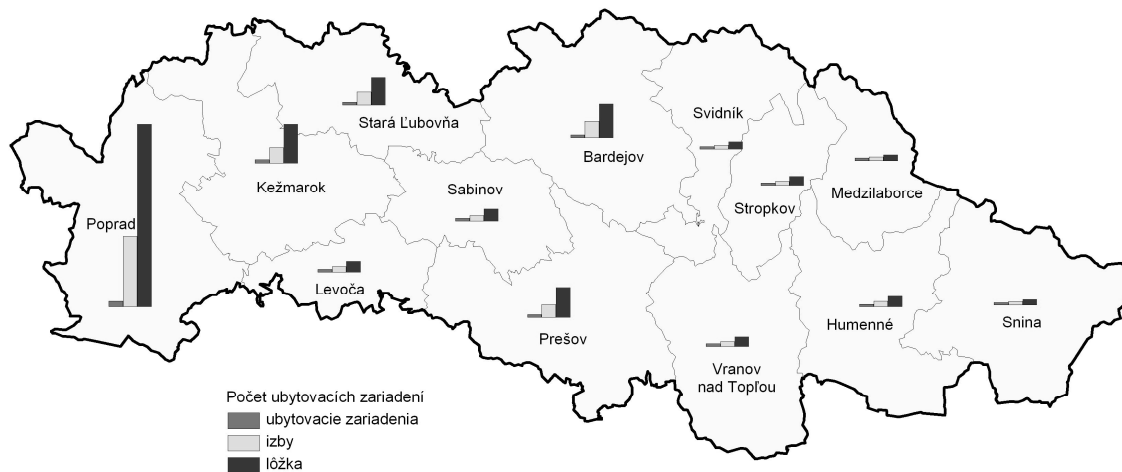 Svidník
Stará Ľubovňa
Bardejov
Kežmarok
Sabinov
Medzilaborce
Stropkov
Poprad
Levoča
Prešov
Humenné
Snina
Vranov
nad Topľou
Počet ubytovacích zariadení
ubytovacie zariadenia
izby
lôžka